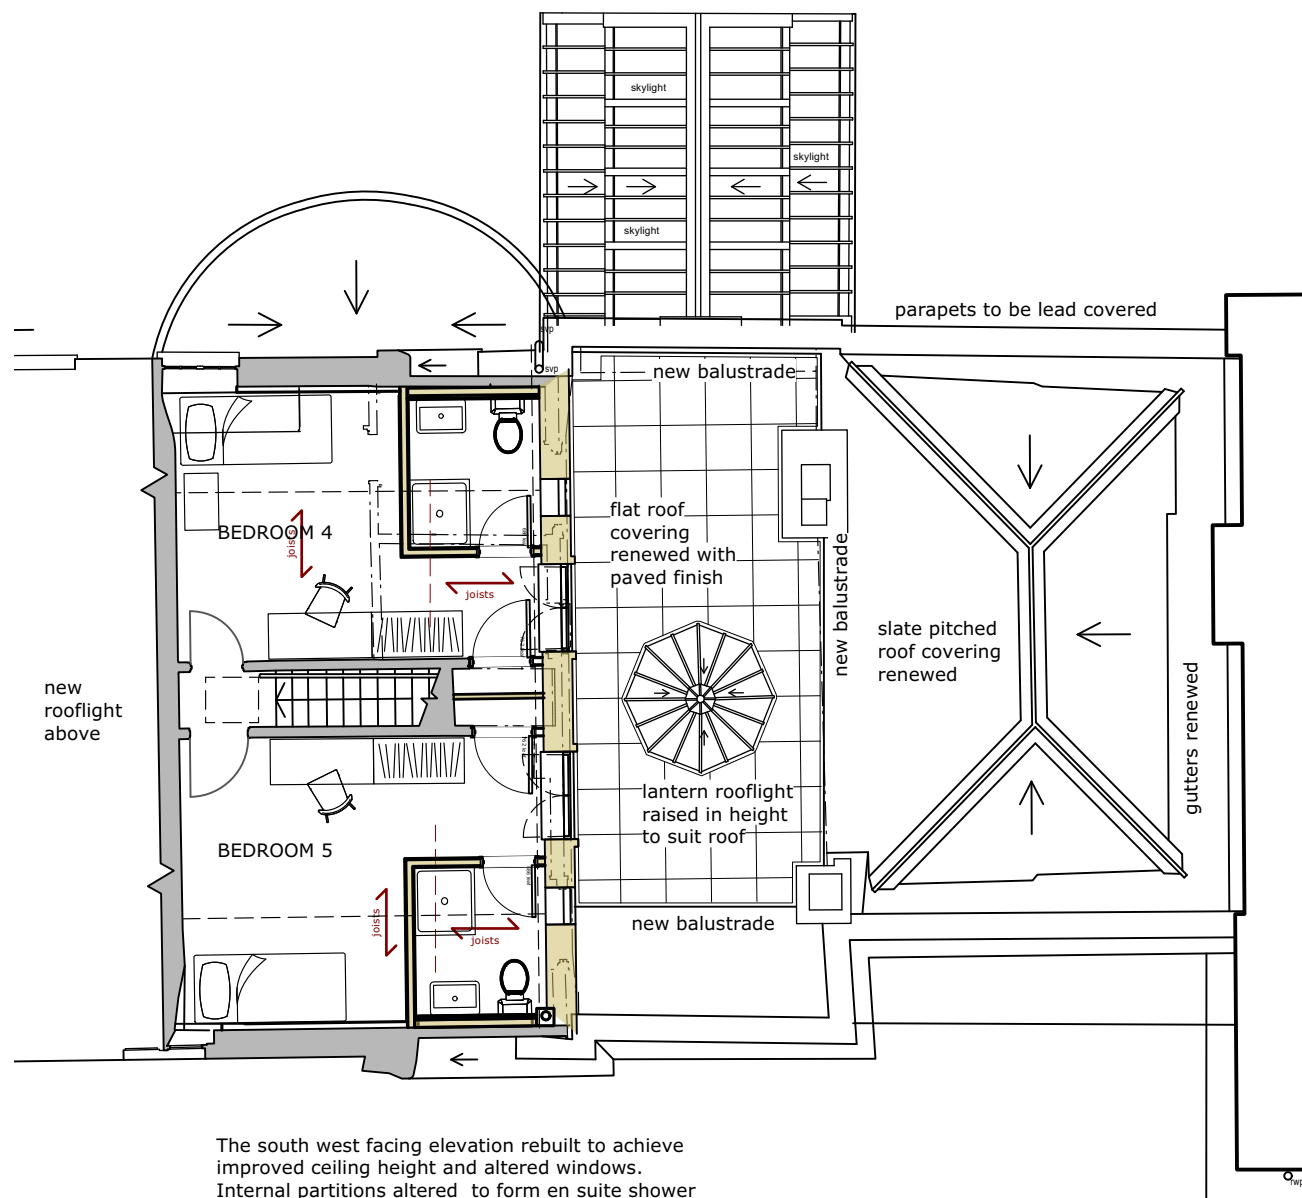 skylight
skylight
skylight
parapets to be lead covered
svp
svp
new balustrade
flat roof
covering
renewed with
paved finish
BEDROOM 4
joists
joists
new balustrade
slate pitched
roof covering
renewed
new
rooflight
above
gutters renewed
lantern rooflight
raised in height
to suit roof
BEDROOM 5
joists
joists
new balustrade
The south west facing elevation rebuilt to achieve
improved ceiling height and altered windows.
Internal partitions altered  to form en suite shower
rwp